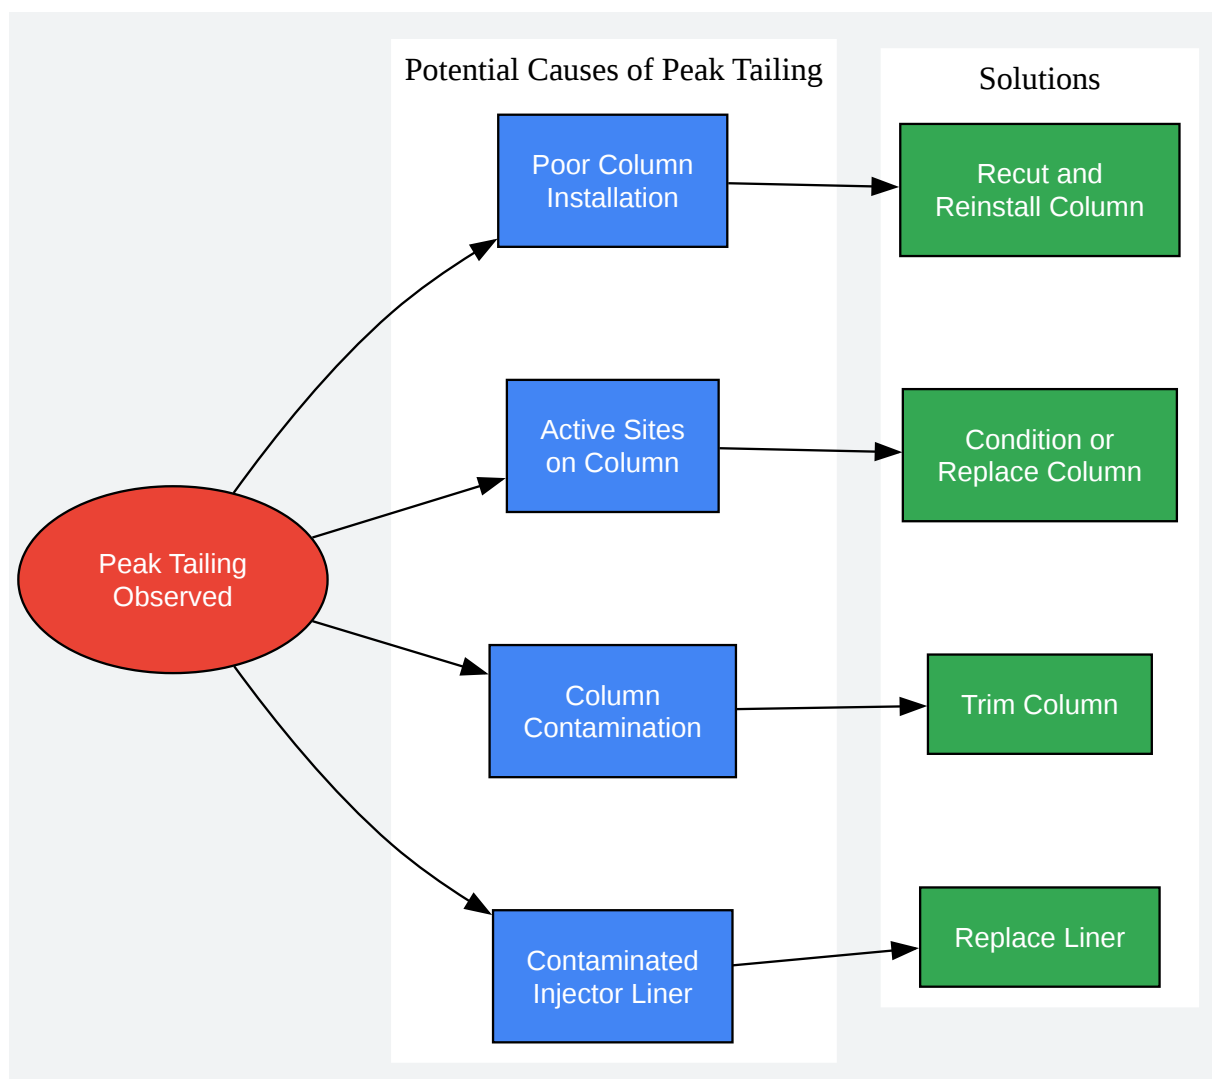 Potential Causes of Peak Tailing
Solutions
Poor Column
Installation
Recut and
Reinstall Column
Active Sites
on Column
Condition or
Replace Column
Peak Tailing
Observed
Column
Contamination
Trim Column
Contaminated
Injector Liner
Replace Liner